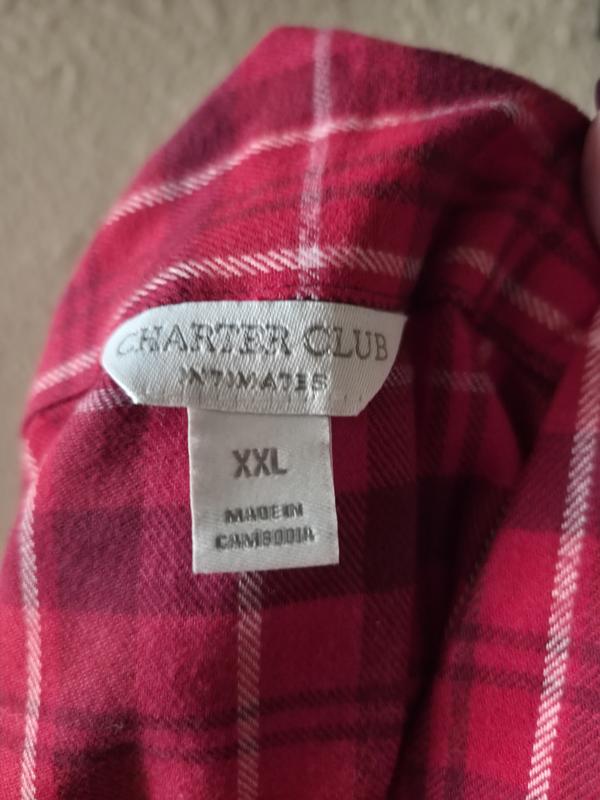 CHARTER CLUB
INTIMATES
XXL
MADE IN
CAMBODIA